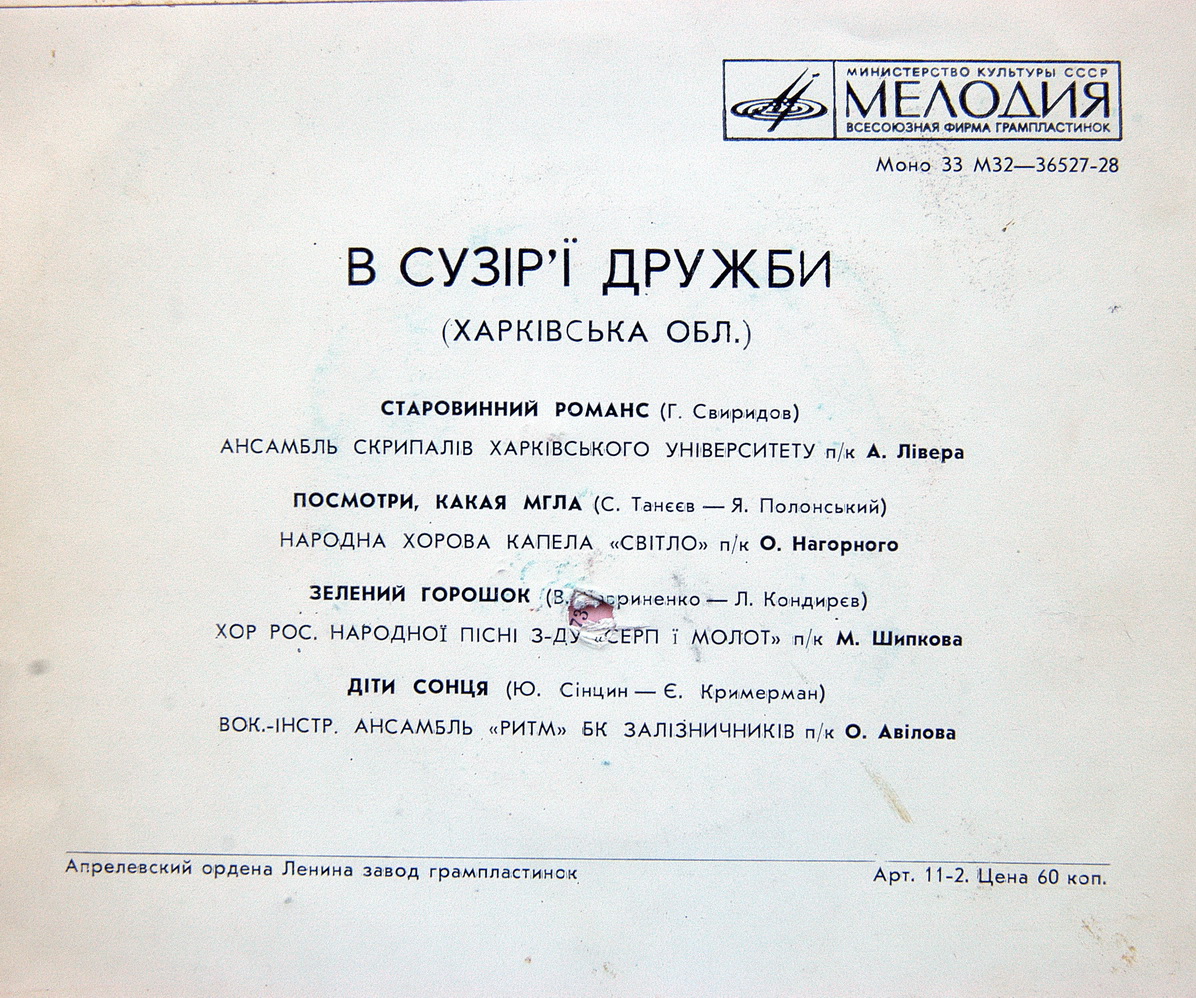 МИНИСТЕРСТВО КУЛЬТУРЫ СССР
МЕЛОДИЯ
ВСЕСОЮЗНАЯ ФИРМА ГРАМПЛАСТИНОК
Моно 33 М32—36527-28
В СУЗІР’Ї ДРУЖБИ
(ХАРКІВСЬКА ОБЛ.)
СТАРОВИННИЙ РОМАНС (Г. Свиридов)
АНСАМБЛЬ СКРИПАЛІВ ХАРКІВСЬКОГО УНІВЕРСИТЕТУ п/к А. Лівера
ПОСМОТРИ, КАКАЯ МГЛА (С. Танєєв — Я. Полонський)
НАРОДНА ХОРОВА КАПЕЛА «СВІТЛО» п/к О. Нагорного
ЗЕЛЕНИЙ ГОРОШОК (В. — Л. Кондирєв)
73
ХОР РОС. НАРОДНОЇ ПІСНІ З-ДУ «СЕРП Ї МОЛОТ» п/к М. Шипкова
ДІТИ СОНЦЯ (Ю. Сінцин — Є. Кримерман)
ВОК.-ІНСТР. АНСАМБЛЬ «РИТМ» БК ЗАЛІЗНИЧНИКІВ п/к О. Авілова
Апрелевский ордена Ленина завод грампластинок
Арт. 11-2. Цена 60 коп.